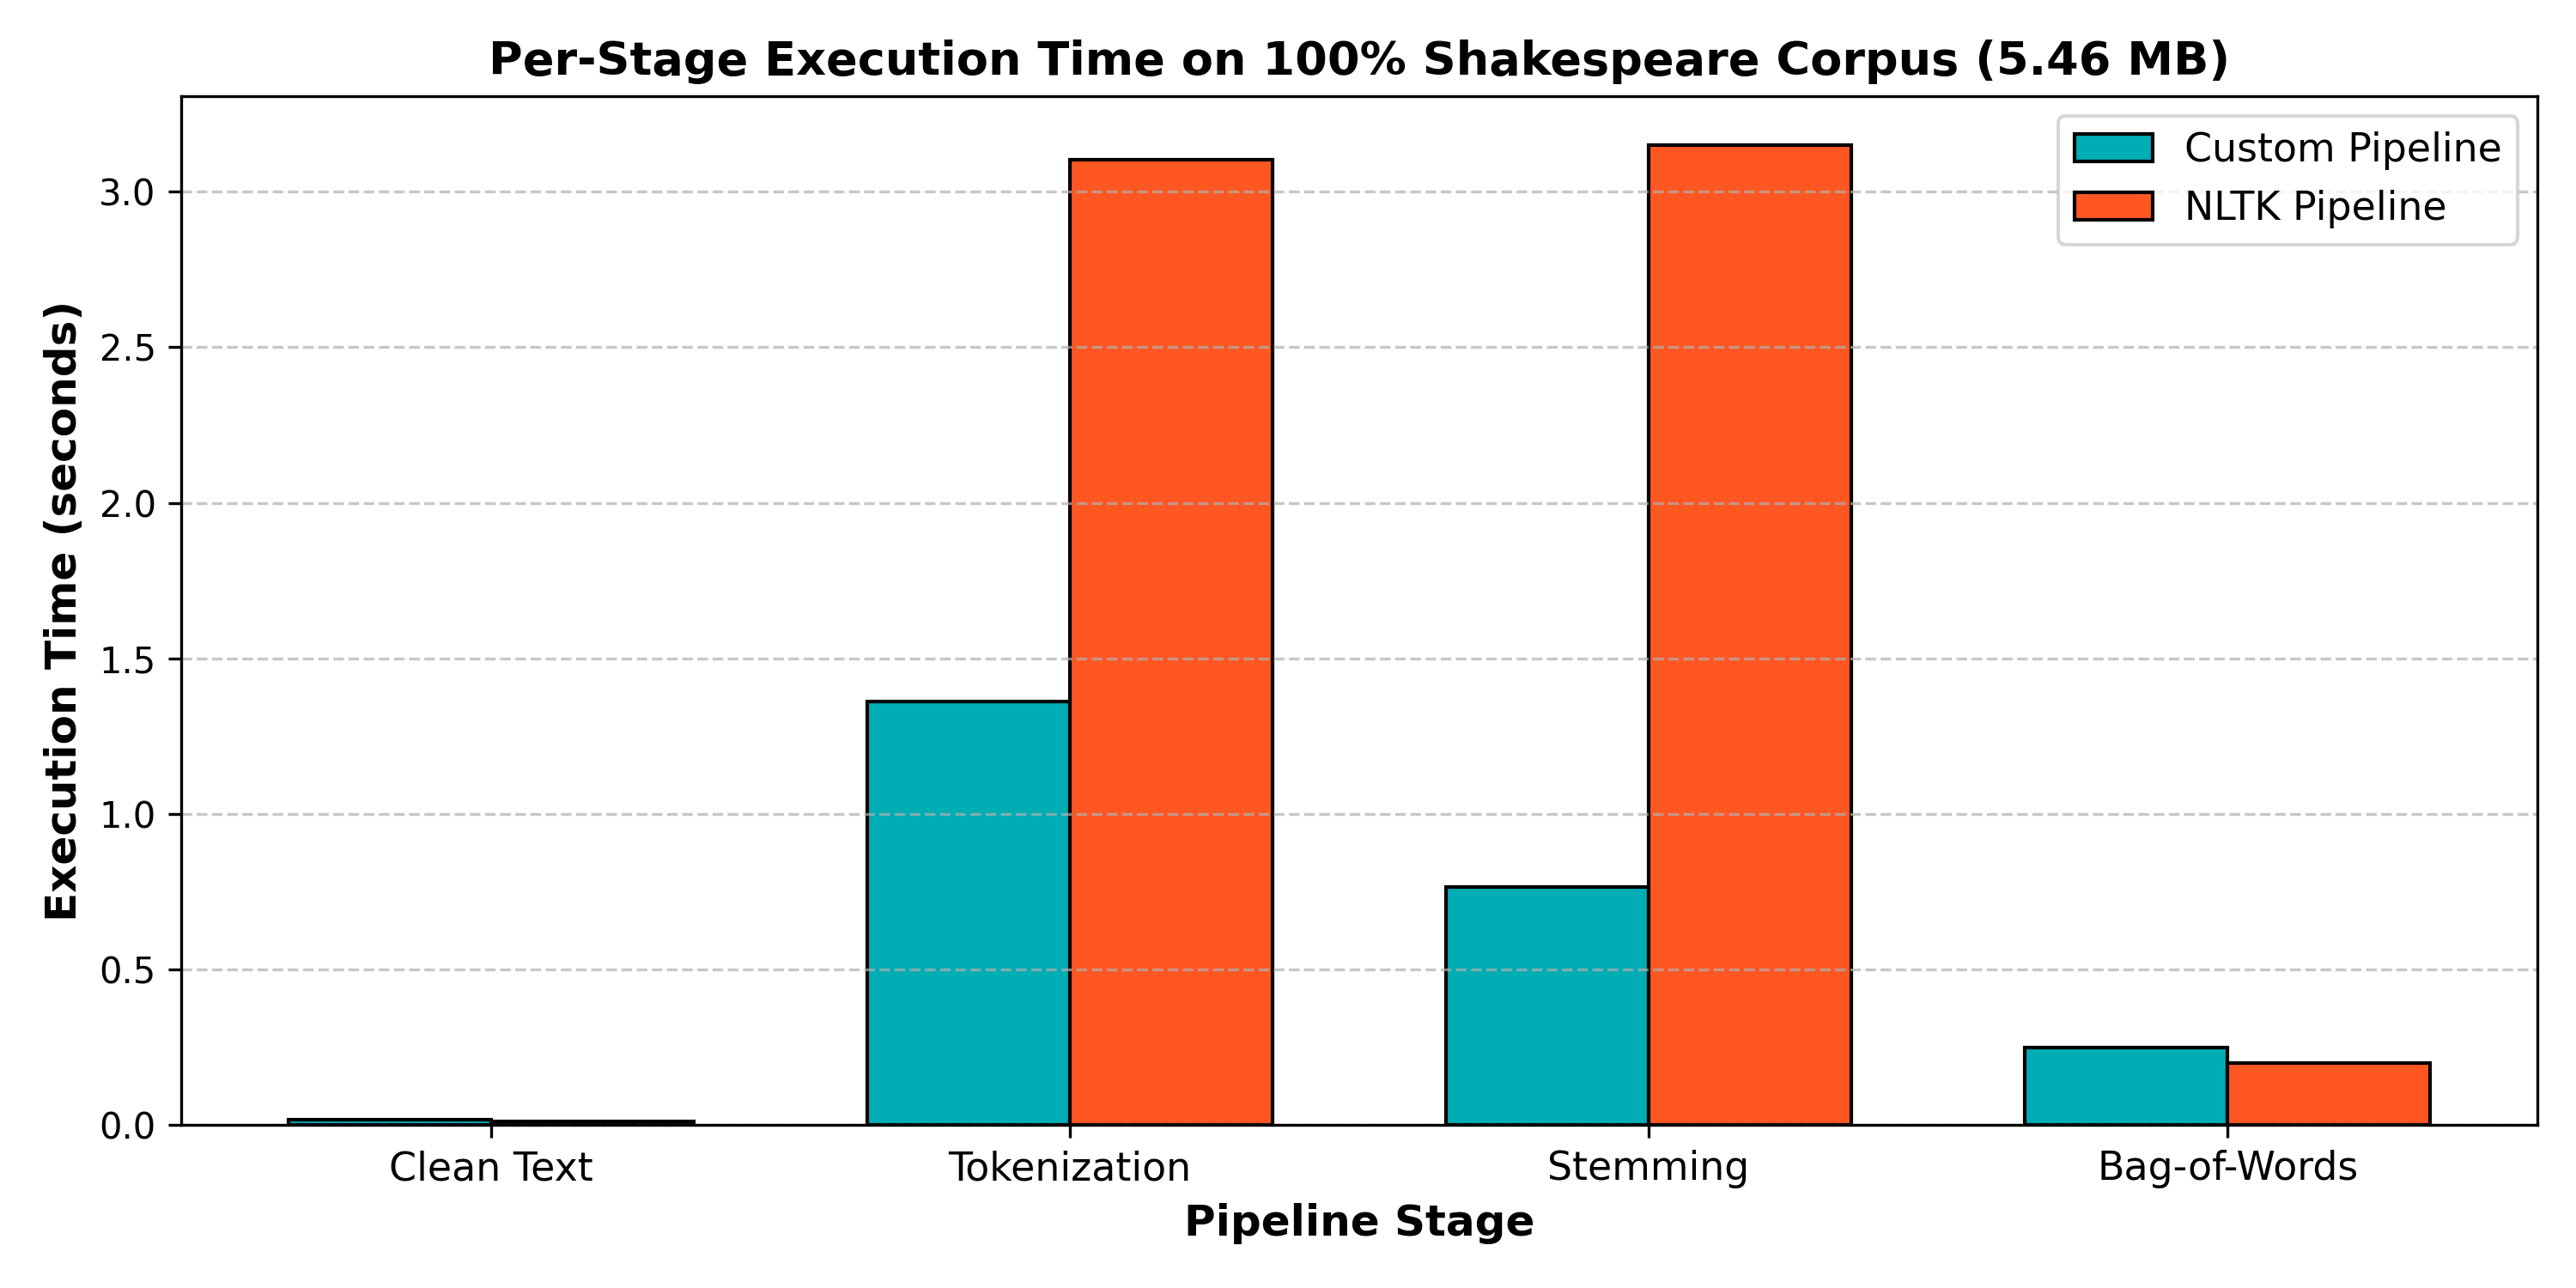 Per-Stage Execution Time on 100% Shakespeare Corpus (5.46 MB)
Custom Pipeline
NLTK Pipeline
Execution Time (seconds)
3.0
2.5
2.0
1.5
1.0
0.5
0.0
Clean Text
Tokenization
Stemming
Bag-of-Words
Pipeline Stage